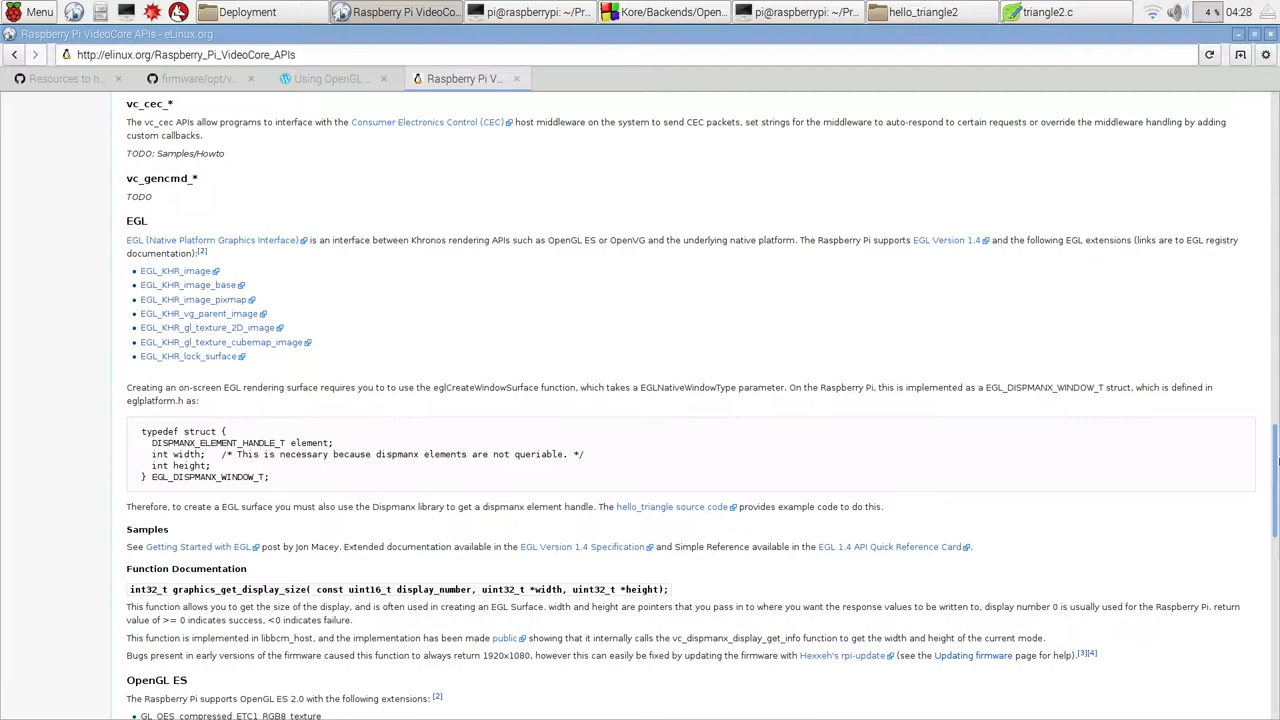 Menu
Deployment
Raspberry Pi VideoCo...
pi@raspberrypi: ~/Pr...
Kore/Backends/Open...
pi@raspberrypi: ~/Pr...
hello_triangle2
triangle2.c
4 %
04:28
Raspberry Pi VideoCore APIs - eLinux.org
http://elinux.org/Raspberry_Pi_VideoCore_APIs
Resources to h...
firmware/opt/v...
Using OpenGL ...
Raspberry Pi V...
vc_cec_*
The vc_cec APIs allow programs to interface with the Consumer Electronics Control (CEC) host middleware on the system to send CEC packets, set strings for the middleware to auto-respond to certain requests or override the middleware handling by adding
custom callbacks.
TODO: Samples/Howto
vc_gencmd_*
TODO
EGL
EGL (Native Platform Graphics Interface) is an interface between Khronos rendering APIs such as OpenGL ES or OpenVG and the underlying native platform. The Raspberry Pi supports EGL Version 1.4 and the following EGL extensions (links are to EGL registry
documentation):[2]
• EGL_KHR_image
• EGL_KHR_image_base
• EGL_KHR_image_pixmap
• EGL_KHR_vg_parent_image
• EGL_KHR_gl_texture_2D_image
• EGL_KHR_gl_texture_cubemap_image
• EGL_KHR_lock_surface
Creating an on-screen EGL rendering surface requires you to to use the eglCreateWindowSurface function, which takes a EGLNativeWindowType parameter. On the Raspberry Pi, this is implemented as a EGL_DISPMANX_WINDOW_T struct, which is defined in
eglplatform.h as:
typedef struct {
DISPMANX_ELEMENT_HANDLE_T element;
int width; /* This is necessary because dispmanx elements are not queriable. */
int height;
} EGL_DISPMANX_WINDOW_T;
Therefore, to create a EGL surface you must also use the Dispmanx library to get a dispmanx element handle. The hello_triangle source code provides example code to do this.
Samples
See Getting Started with EGL post by Jon Macey. Extended documentation available in the EGL Version 1.4 Specification and Simple Reference available in the EGL 1.4 API Quick Reference Card.
Function Documentation
int32_t graphics_get_display_size( const uint16_t display_number, uint32_t *width, uint32_t *height);
This function allows you to get the size of the display, and is often used in creating an EGL Surface. width and height are pointers that you pass in to where you want the response values to be written to, display number 0 is usually used for the Raspberry Pi. return
value of >= 0 indicates success, <0 indicates failure.
This function is implemented in libbcm_host, and the implementation has been made public showing that it internally calls the vc_dispmanx_display_get_info function to get the width and height of the current mode.
Bugs present in early versions of the firmware caused this function to always return 1920x1080, however this can easily be fixed by updating the firmware with Hexxeh's rpi-update (see the Updating firmware page for help).[3][4]
OpenGL ES
The Raspberry Pi supports OpenGL ES 2.0 with the following extensions: [2]
• GL_OES_compressed_ETC1_RGB8_texture